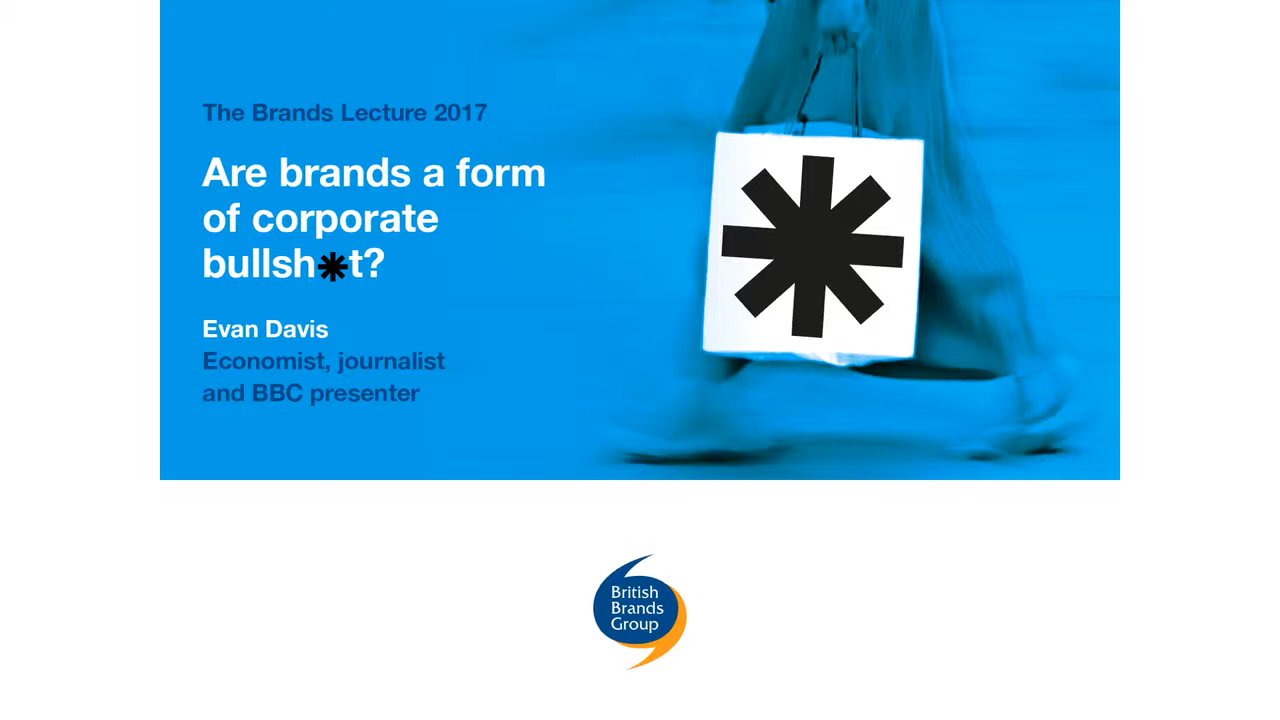 The Brands Lecture 2017
Are brands a form
of corporate
bullsh*t?
Evan Davis
Economist, journalist
and BBC presenter
British
Brands
Group